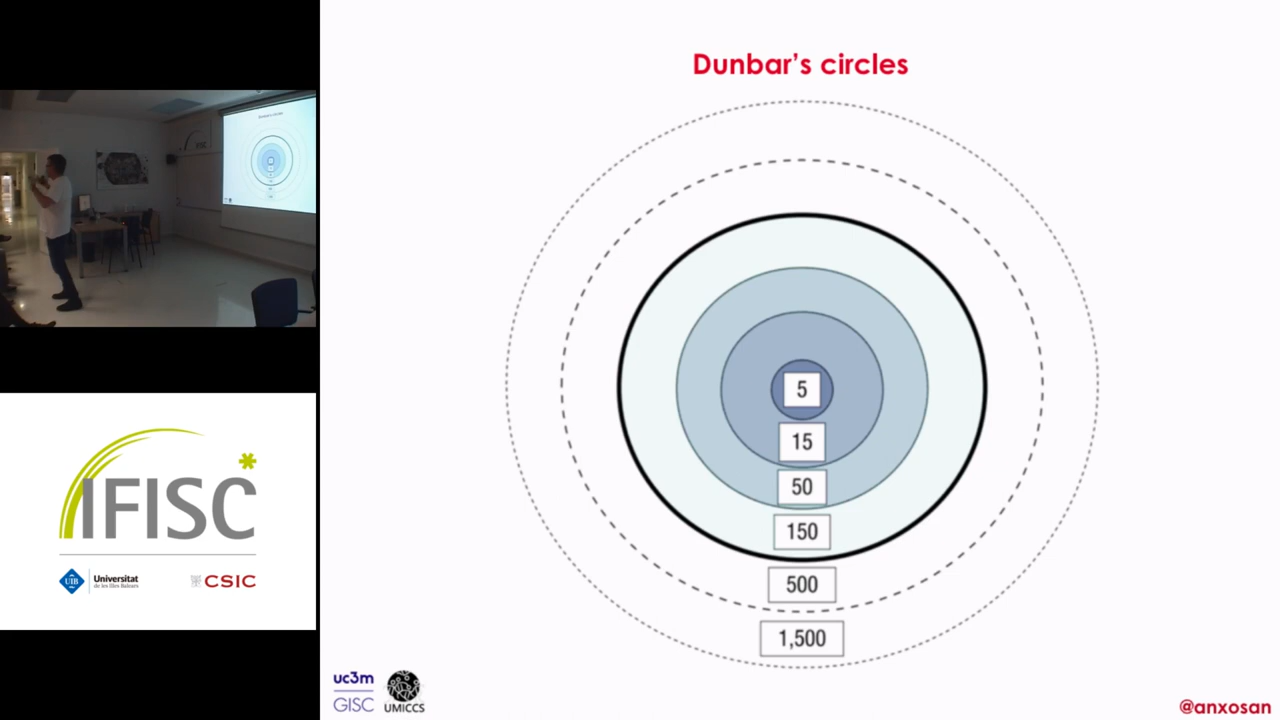 Dunbar's circles
5
15
50
150
500
1,500
IFISC
UIB
Universitat
de les Illes Balears
CSIC
uc3m
GISC
UMICCS
@anxosan